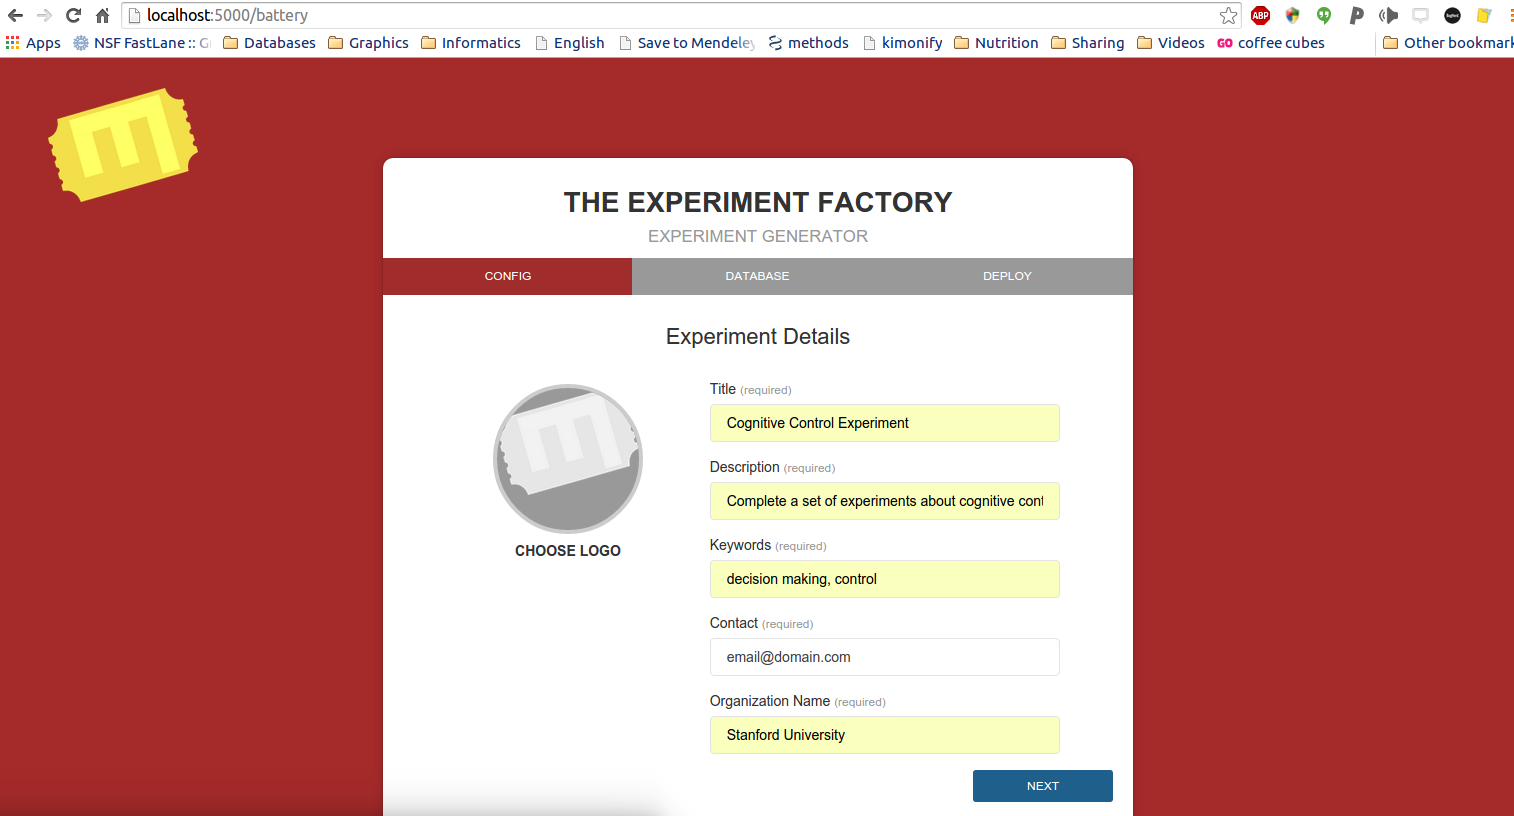 localhost:5000/battery
ABP
Apps NSF FastLane :: Databases Graphics Informatics English Save to Mendeley methods kimonify Nutrition Sharing Videos GO coffee cubes Other bookmark
THE EXPERIMENT FACTORY
EXPERIMENT GENERATOR
CONFIG DATABASE DEPLOY
Experiment Details
Title (required)
Cognitive Control Experiment
Description (required)
Complete a set of experiments about cognitive cont
CHOOSE LOGO
Keywords (required)
decision making, control
Contact (required)
email@domain.com
Organization Name (required)
Stanford University
NEXT